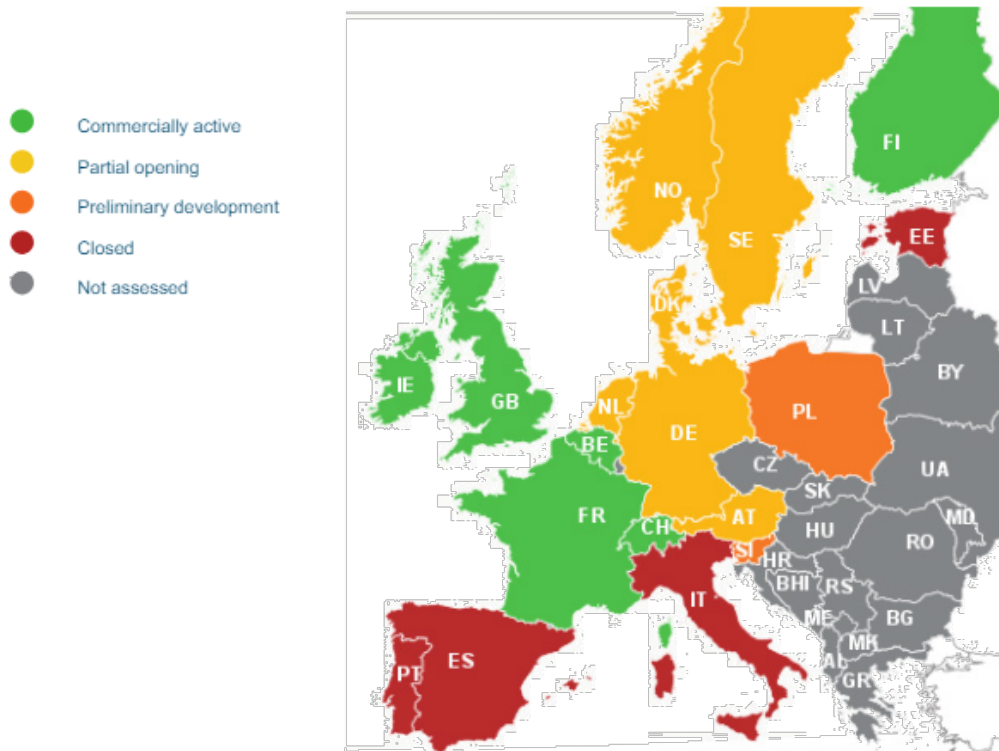 Commercially active
Partial opening
Preliminary development
Closed
Not assessed
FI
NO
SE
EE
LV
DK
LT
BY
IE
GB
NL
PL
DE
BE
CZ
UA
SK
FR
CH
AT
MD
HU
RO
SI
HR
BHI
RS
IT
ME
BG
MK
ES
PT
AL
GR